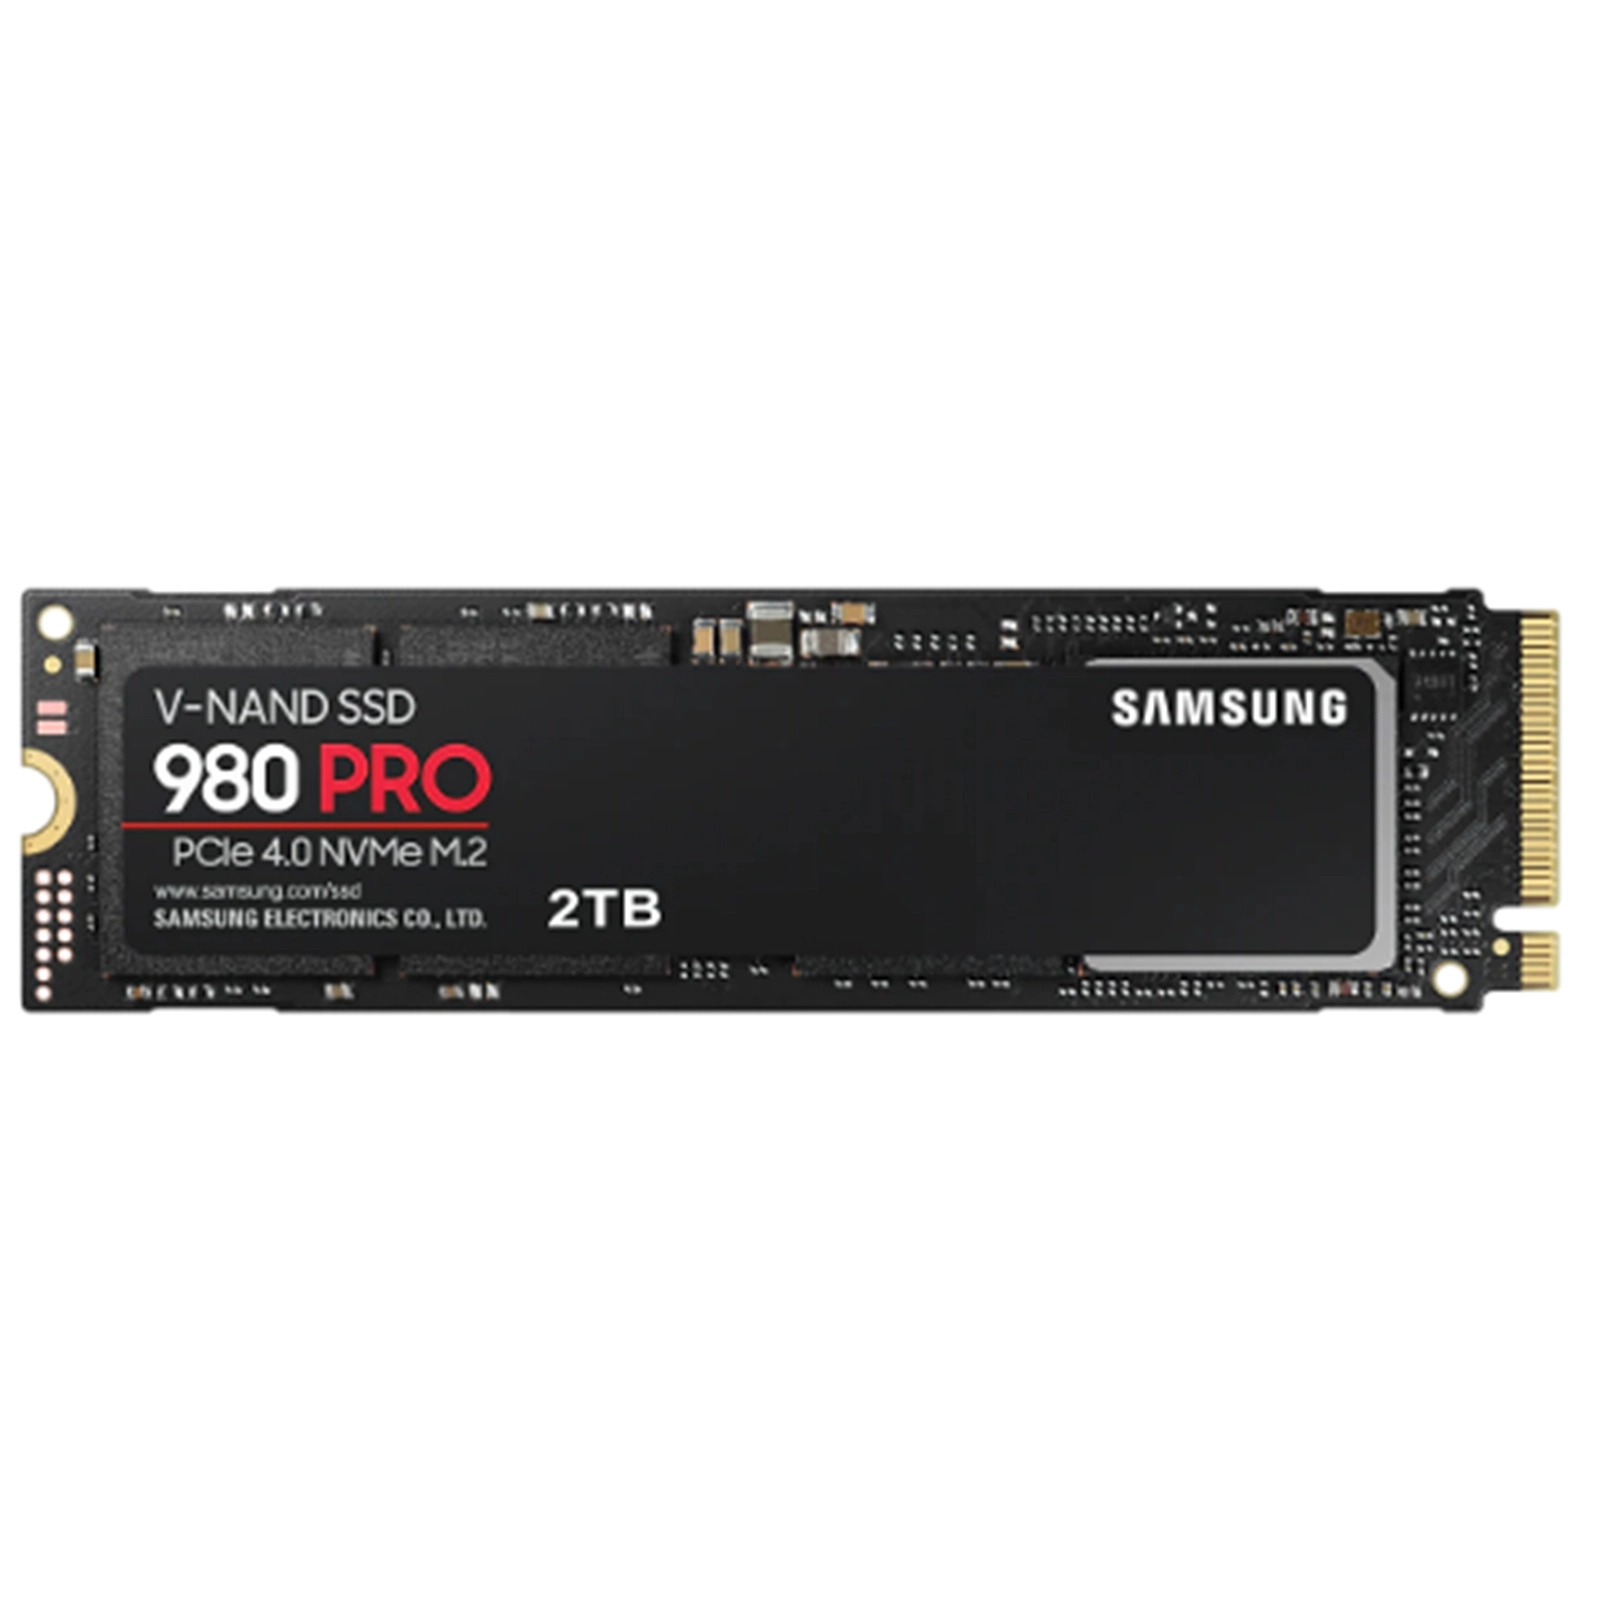 V-NAND SSD
SAMSUNG
980 PRO
PCIe 4.0 NVMe M.2
www.samsung.com/ssd
SAMSUNG ELECTRONICS CO., LTD.
2TB